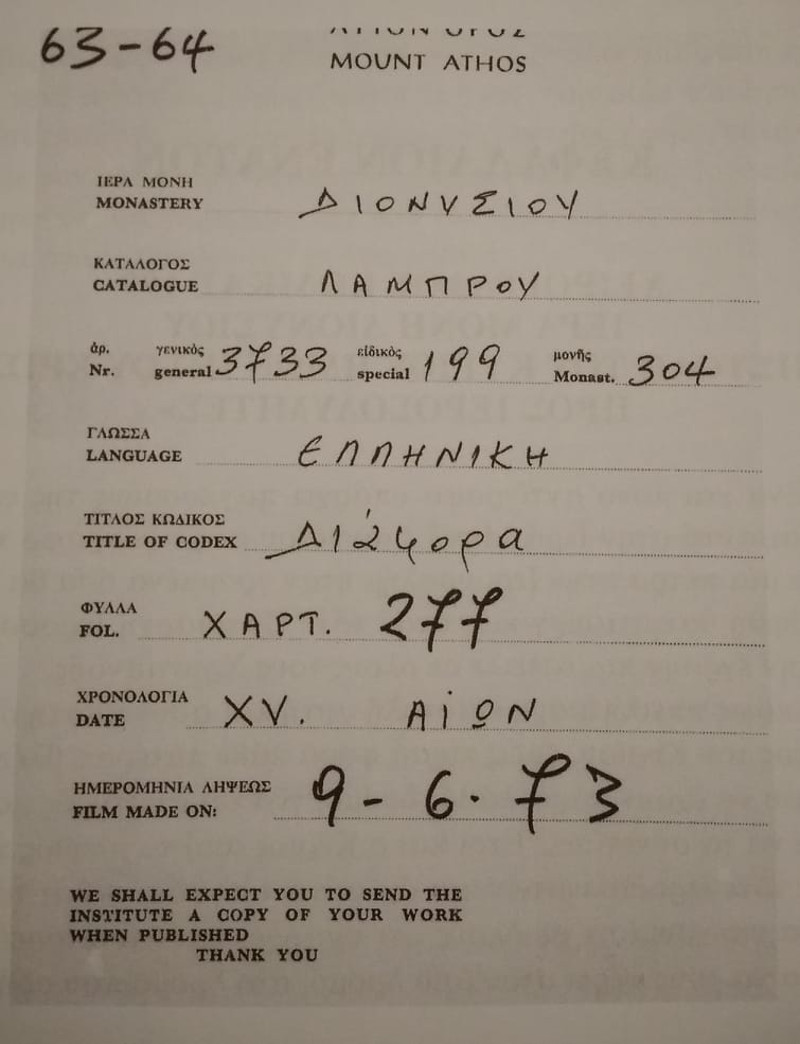 63-64
MOUNT ATHOS
ΙΕΡΑ ΜΟΝΗ
MONASTERY ΔΙΟΝΥΣΙΟΥ
ΚΑΤΑΛΟΓΟΣ
CATALOGUE ΛΑΜΠΡΟΥ
ἀρ. γενικὸς εἰδικὸς μονῆς
Nr. general 3733 special 199 Monast. 304
ΓΛΩΣΣΑ
LANGUAGE ΕΛΛΗΝΙΚΗ
ΤΙΤΛΟΣ ΚΩΔΙΚΟΣ
TITLE OF CODEX Διάφορα
ΦΥΛΛΑ
FOL. ΧΑΡΤ. 277
ΧΡΟΝΟΛΟΓΙΑ
DATE XV. ΑΙΩΝ
ΗΜΕΡΟΜΗΝΙΑ ΛΗΨΕΩΣ
FILM MADE ON: 9-6.73
WE SHALL EXPECT YOU TO SEND THE
INSTITUTE A COPY OF YOUR WORK
WHEN PUBLISHED
THANK YOU